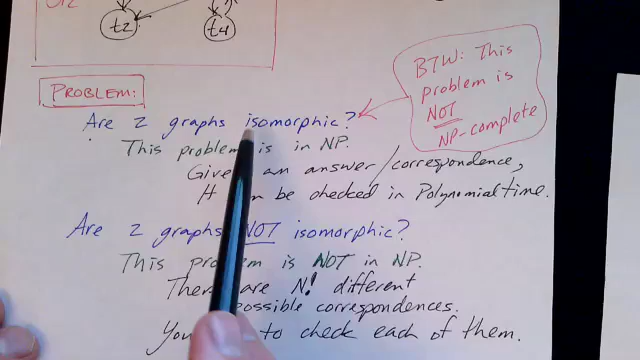 t2
t4
PROBLEM:
Are 2 graphs isomorphic?
This problem is in NP.
Given an answer/correspondence,
It can be checked in Polynomial time.
BTW: This
problem is
NOT
NP-complete
Are 2 graphs NOT isomorphic?
This problem is NOT in NP.
There are N! different
possible correspondences.
You to check each of them.